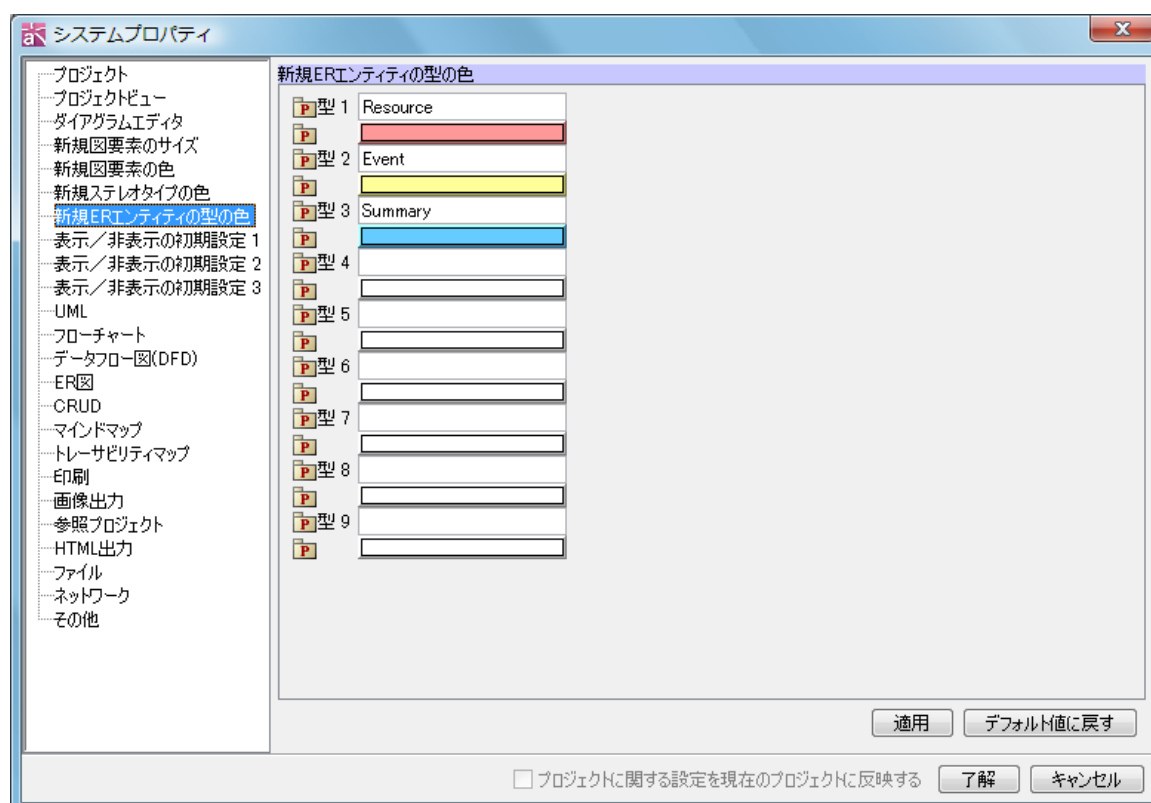 システムプロパティ
プロジェクト
プロジェクトビュー
ダイアグラムエディタ
新規図要素のサイズ
新規図要素の色
新規ステレオタイプの色
新規ERエンティティの型の色
表示／非表示の初期設定 1
表示／非表示の初期設定 2
表示／非表示の初期設定 3
UML
フローチャート
データフロー図(DFD)
ER図
CRUD
マインドマップ
トレーサビリティマップ
印刷
画像出力
参照プロジェクト
HTML出力
ファイル
ネットワーク
その他
新規ERエンティティの型の色
P 型 1 Resource
P
P 型 2 Event
P
P 型 3 Summary
P
P 型 4
P
P 型 5
P
P 型 6
P
P 型 7
P
P 型 8
P
P 型 9
P
適用 デフォルト値に戻す
プロジェクトに関する設定を現在のプロジェクトに反映する 了解 キャンセル